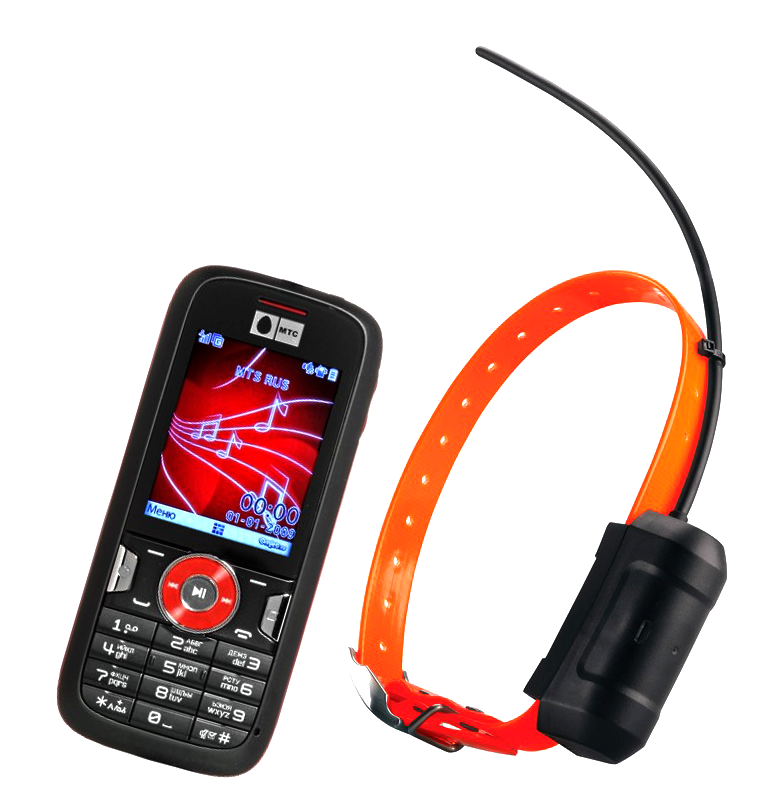 МТС
MTS RUS
00:00
01-01-2009
Меню
1
2 АБВГ abc
ДЕЖЗ def 3
4 ИЙКЛ ghi
5 МНОП jkl
РСТУ mno 6
7 ФХЦЧ pqrs
8 ШЩЪЫ tuv
ЬЭЮЯ wxyz 9
* А/а
0
#